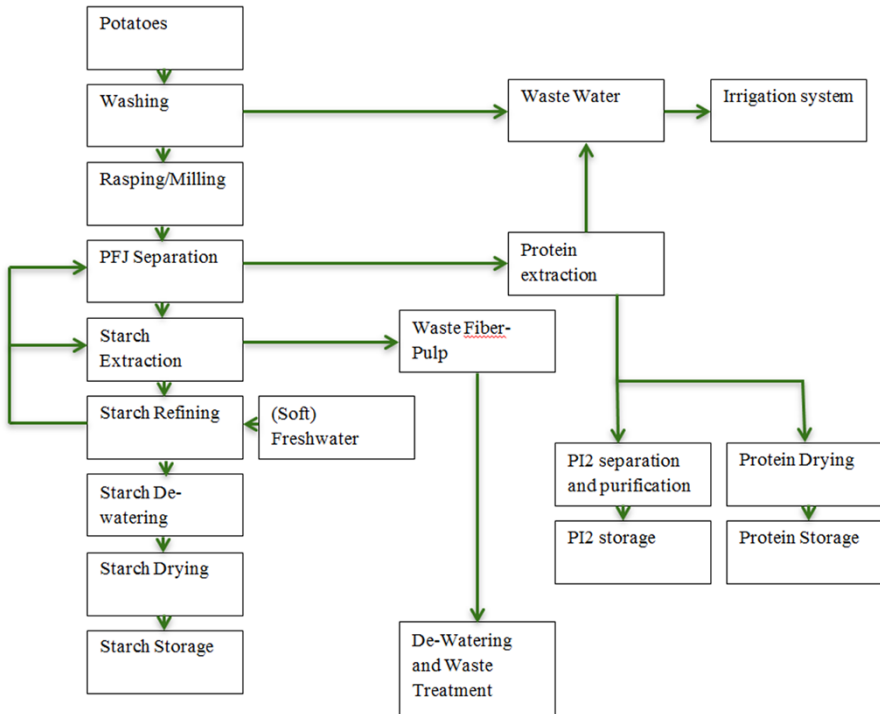 Potatoes
Washing
Waste Water
Irrigation system
Rasping/Milling
PFJ Separation
Protein
extraction
Starch
Extraction
Waste Fiber-
Pulp
Starch Refining
(Soft)
Freshwater
Starch De-
watering
PI2 separation
and purification
Protein Drying
Starch Drying
PI2 storage
Protein Storage
Starch Storage
De-Watering
and Waste
Treatment